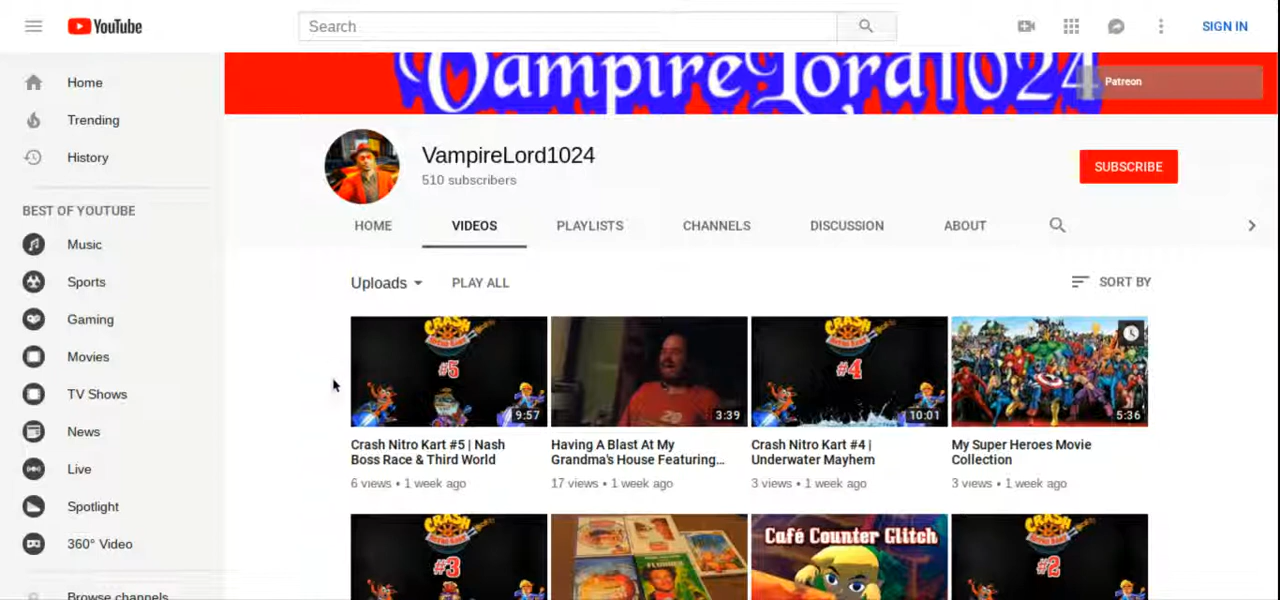 YouTube
Search
SIGN IN
Home
Trending
History
BEST OF YOUTUBE
Music
Sports
Gaming
Movies
TV Shows
News
Live
Spotlight
360° Video
Browse channels
VampireLord1024
Patreon
VampireLord1024
510 subscribers
SUBSCRIBE
HOME
VIDEOS
PLAYLISTS
CHANNELS
DISCUSSION
ABOUT
Uploads
PLAY ALL
SORT BY
CRASH
#5
9:57
Crash Nitro Kart #5 | Nash
Boss Race & Third World
6 views • 1 week ago
3:39
Having A Blast At My
Grandma's House Featuring...
17 views • 1 week ago
CRASH
#4
10:01
Crash Nitro Kart #4 |
Underwater Mayhem
3 views • 1 week ago
5:36
My Super Heroes Movie
Collection
3 views • 1 week ago
CRASH
#3
Café Counter Glitch
CRASH
#2